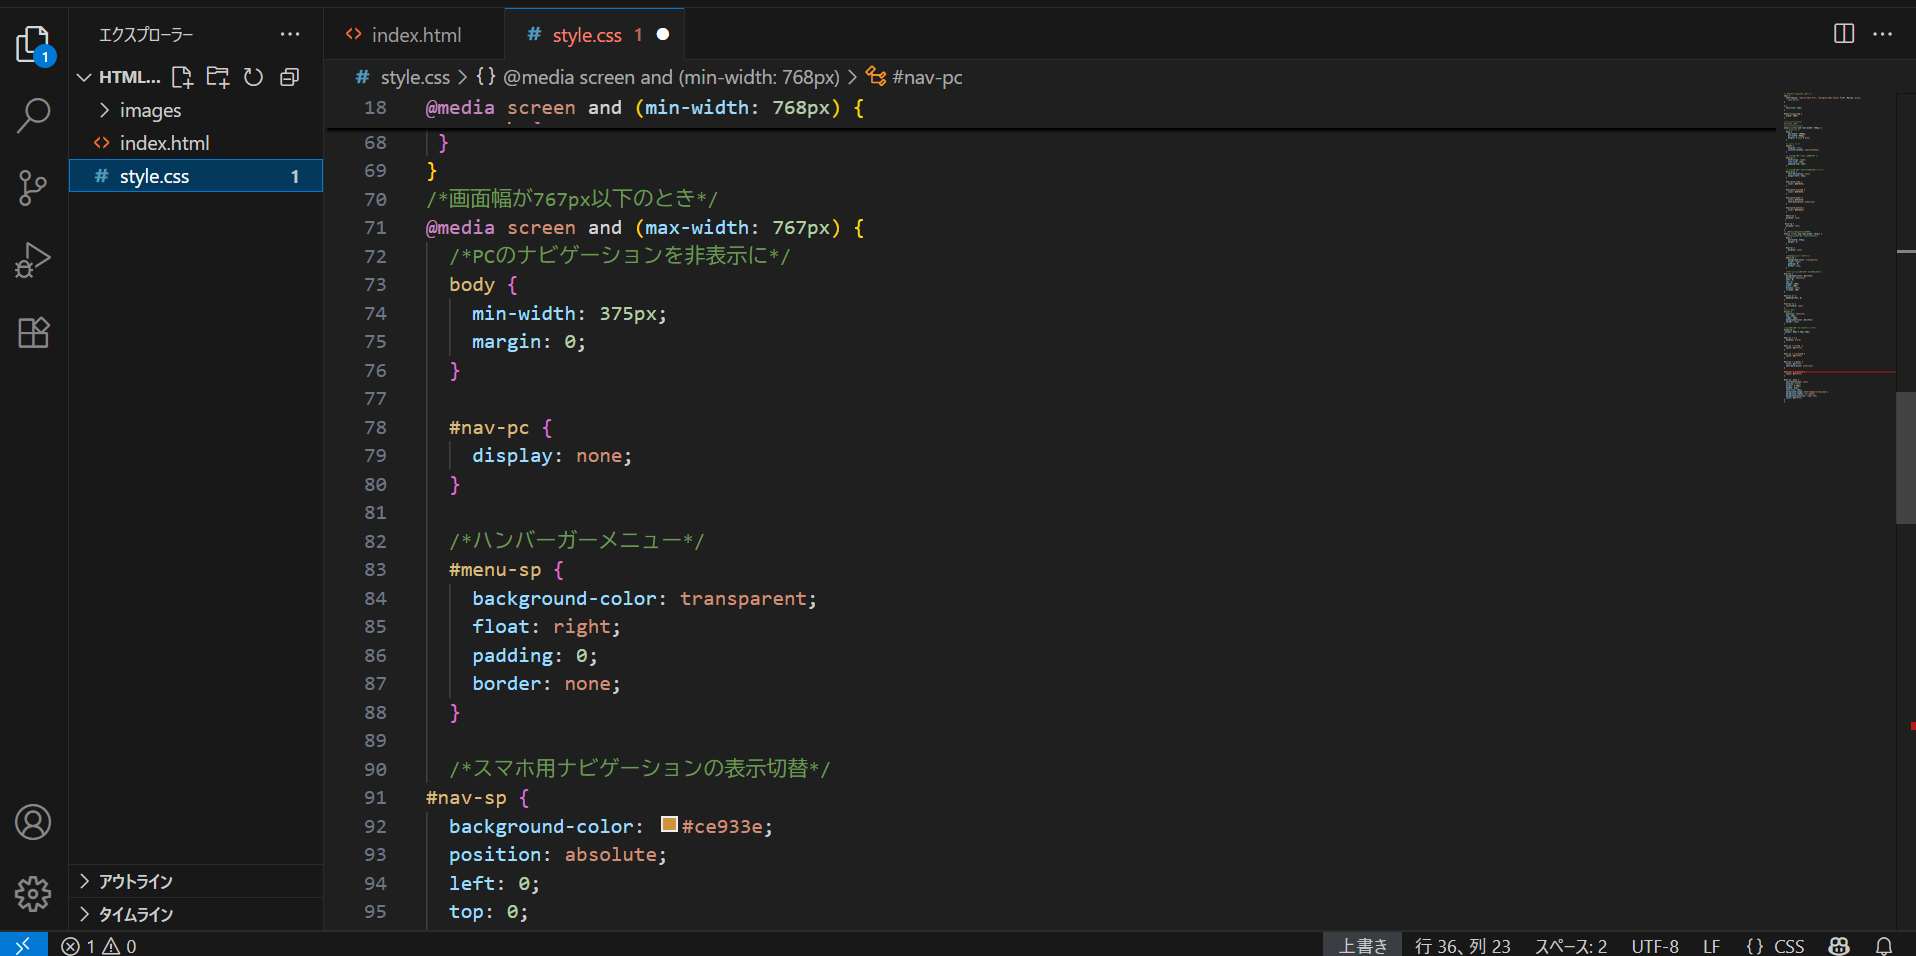 エクスプローラー
index.html
style.css 1
1
HTML...
style.css > {} @media screen and (min-width: 768px) > #nav-pc
images
index.html
style.css 1
18 @media screen and (min-width: 768px) {
68 }
69 }
70 /*画面幅が767px以下のとき*/
71 @media screen and (max-width: 767px) {
72 /*PCのナビゲーションを非表示に*/
73 body {
74 min-width: 375px;
75 margin: 0;
76 }
77
78 #nav-pc {
79 display: none;
80 }
81
82 /*ハンバーガーメニュー*/
83 #menu-sp {
84 background-color: transparent;
85 float: right;
86 padding: 0;
87 border: none;
88 }
89
90 /*スマホ用ナビゲーションの表示切替*/
91 #nav-sp {
92 background-color: #ce933e;
93 position: absolute;
94 left: 0;
95 top: 0;
アウトライン
タイムライン
1 0
上書き 行 36、列 23 スペース: 2 UTF-8 LF {} CSS